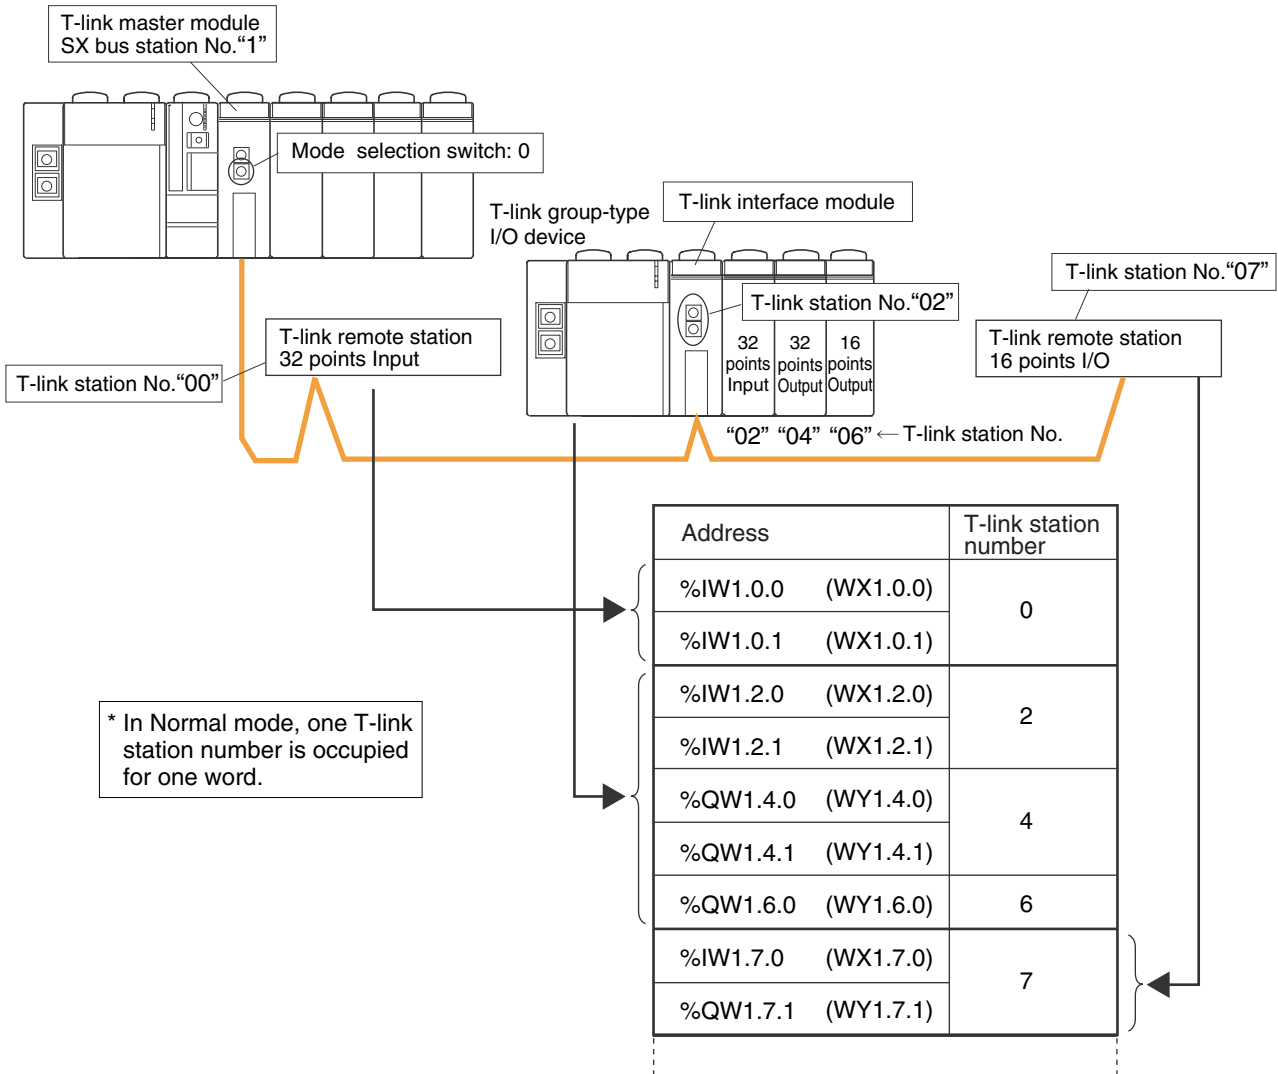 T-link master module
SX bus station No.“1”
Mode selection switch: 0
T-link group-type
I/O device
T-link interface module
T-link station No.“07”
T-link station No.“02”
T-link remote station
32 points Input
T-link remote station
16 points I/O
T-link station No.“00”
32 points Input
32 points Output
16 points Output
“02” “04” “06” ← T-link station No.
Address T-link station number
%IW1.0.0 (WX1.0.0) 0
%IW1.0.1 (WX1.0.1)
%IW1.2.0 (WX1.2.0) 2
%IW1.2.1 (WX1.2.1)
%QW1.4.0 (WY1.4.0) 4
%QW1.4.1 (WY1.4.1)
%QW1.6.0 (WY1.6.0) 6
%IW1.7.0 (WX1.7.0) 7
%QW1.7.1 (WY1.7.1)
* In Normal mode, one T-link
station number is occupied
for one word.